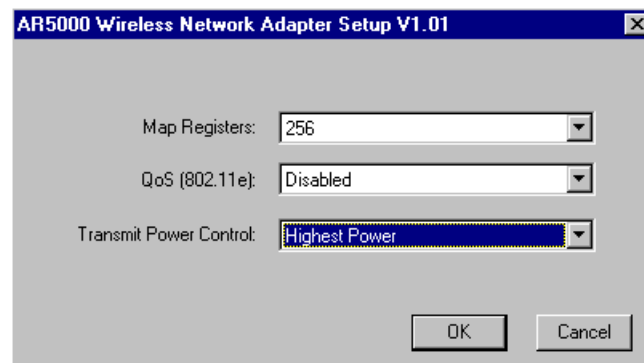 AR5000 Wireless Network Adapter Setup V1.01
Map Registers: 256
QoS (802.11e): Disabled
Transmit Power Control: Highest Power
OK Cancel